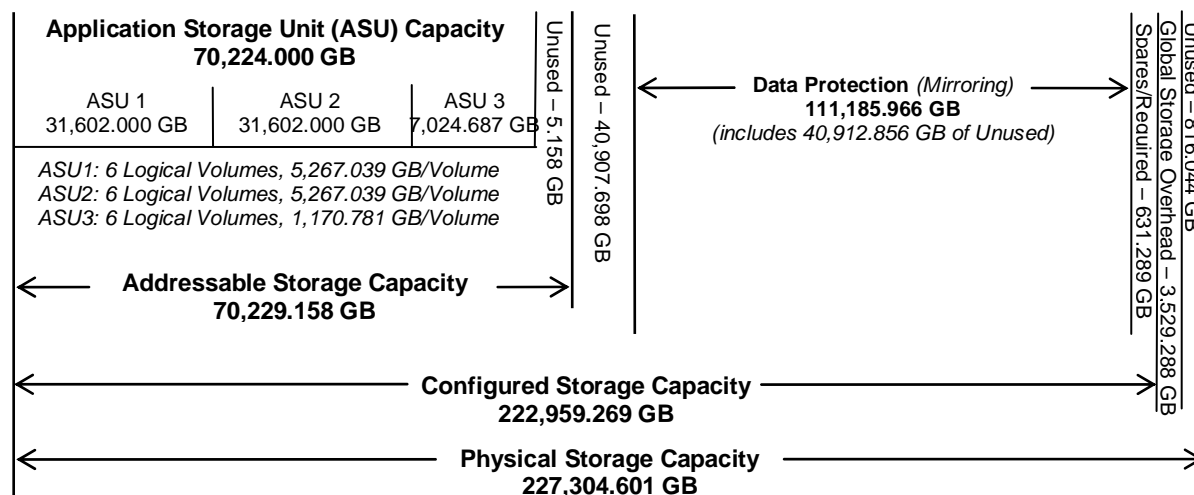 Application Storage Unit (ASU) Capacity
70,224.000 GB
ASU 1
31,602.000 GB
ASU 2
31,602.000 GB
ASU 3
7,024.687 GB
ASU1: 6 Logical Volumes, 5,267.039 GB/Volume
ASU2: 6 Logical Volumes, 5,267.039 GB/Volume
ASU3: 6 Logical Volumes, 1,170.781 GB/Volume
Unused – 5.158 GB
Unused – 40,907.698 GB
Data Protection (Mirroring)
111,185.966 GB
(includes 40,912.856 GB of Unused)
Spares/Required – 631.289 GB
Global Storage Overhead – 3,529.288 GB
Unused – 816.044 GB
Addressable Storage Capacity
70,229.158 GB
Configured Storage Capacity
222,959.269 GB
Physical Storage Capacity
227,304.601 GB